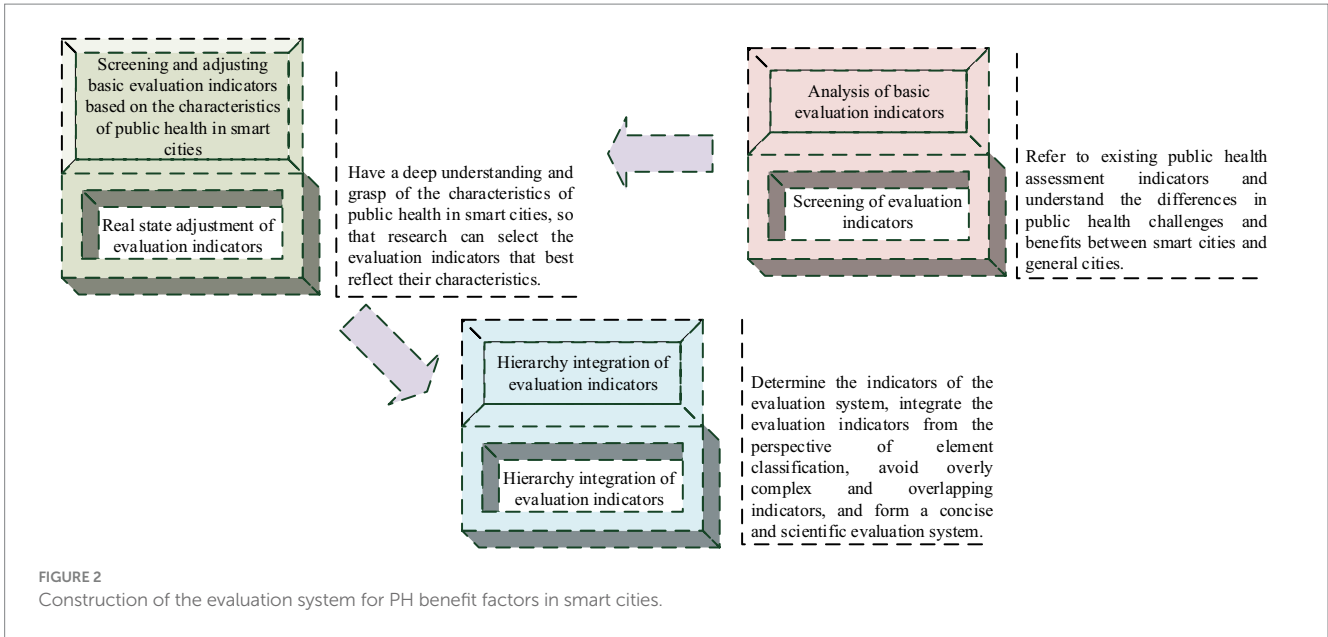 Screening and adjusting
basic evaluation indicators
based on the characteristics
of public health in smart
cities
Real state adjustment of
evaluation indicators
Have a deep understanding and
grasp of the characteristics of
public health in smart cities, so
that research can select the
evaluation indicators that best
reflect their characteristics.
Analysis of basic
evaluation indicators
Screening of evaluation
indicators
Refer to existing public health
assessment indicators and
understand the differences in
public health challenges and
benefits between smart cities and
general cities.
Hierarchy integration of
evaluation indicators
Hierarchy integration of
evaluation indicators
Determine the indicators of the
evaluation system, integrate the
evaluation indicators from the
perspective of element
classification, avoid overly
complex and overlapping
indicators, and form a concise
and scientific evaluation system.
FIGURE 2
Construction of the evaluation system for PH benefit factors in smart cities.